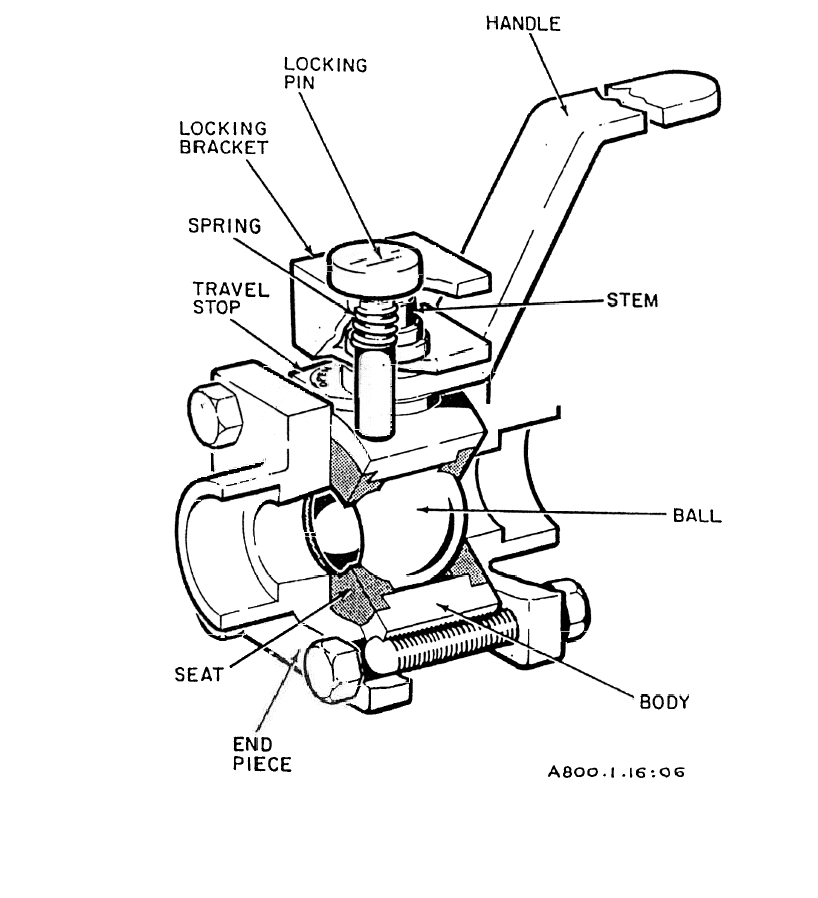 HANDLE
LOCKING
PIN
LOCKING
BRACKET
SPRING
TRAVEL
STOP
STEM
BALL
SEAT
BODY
END
PIECE
A800.1.16:06